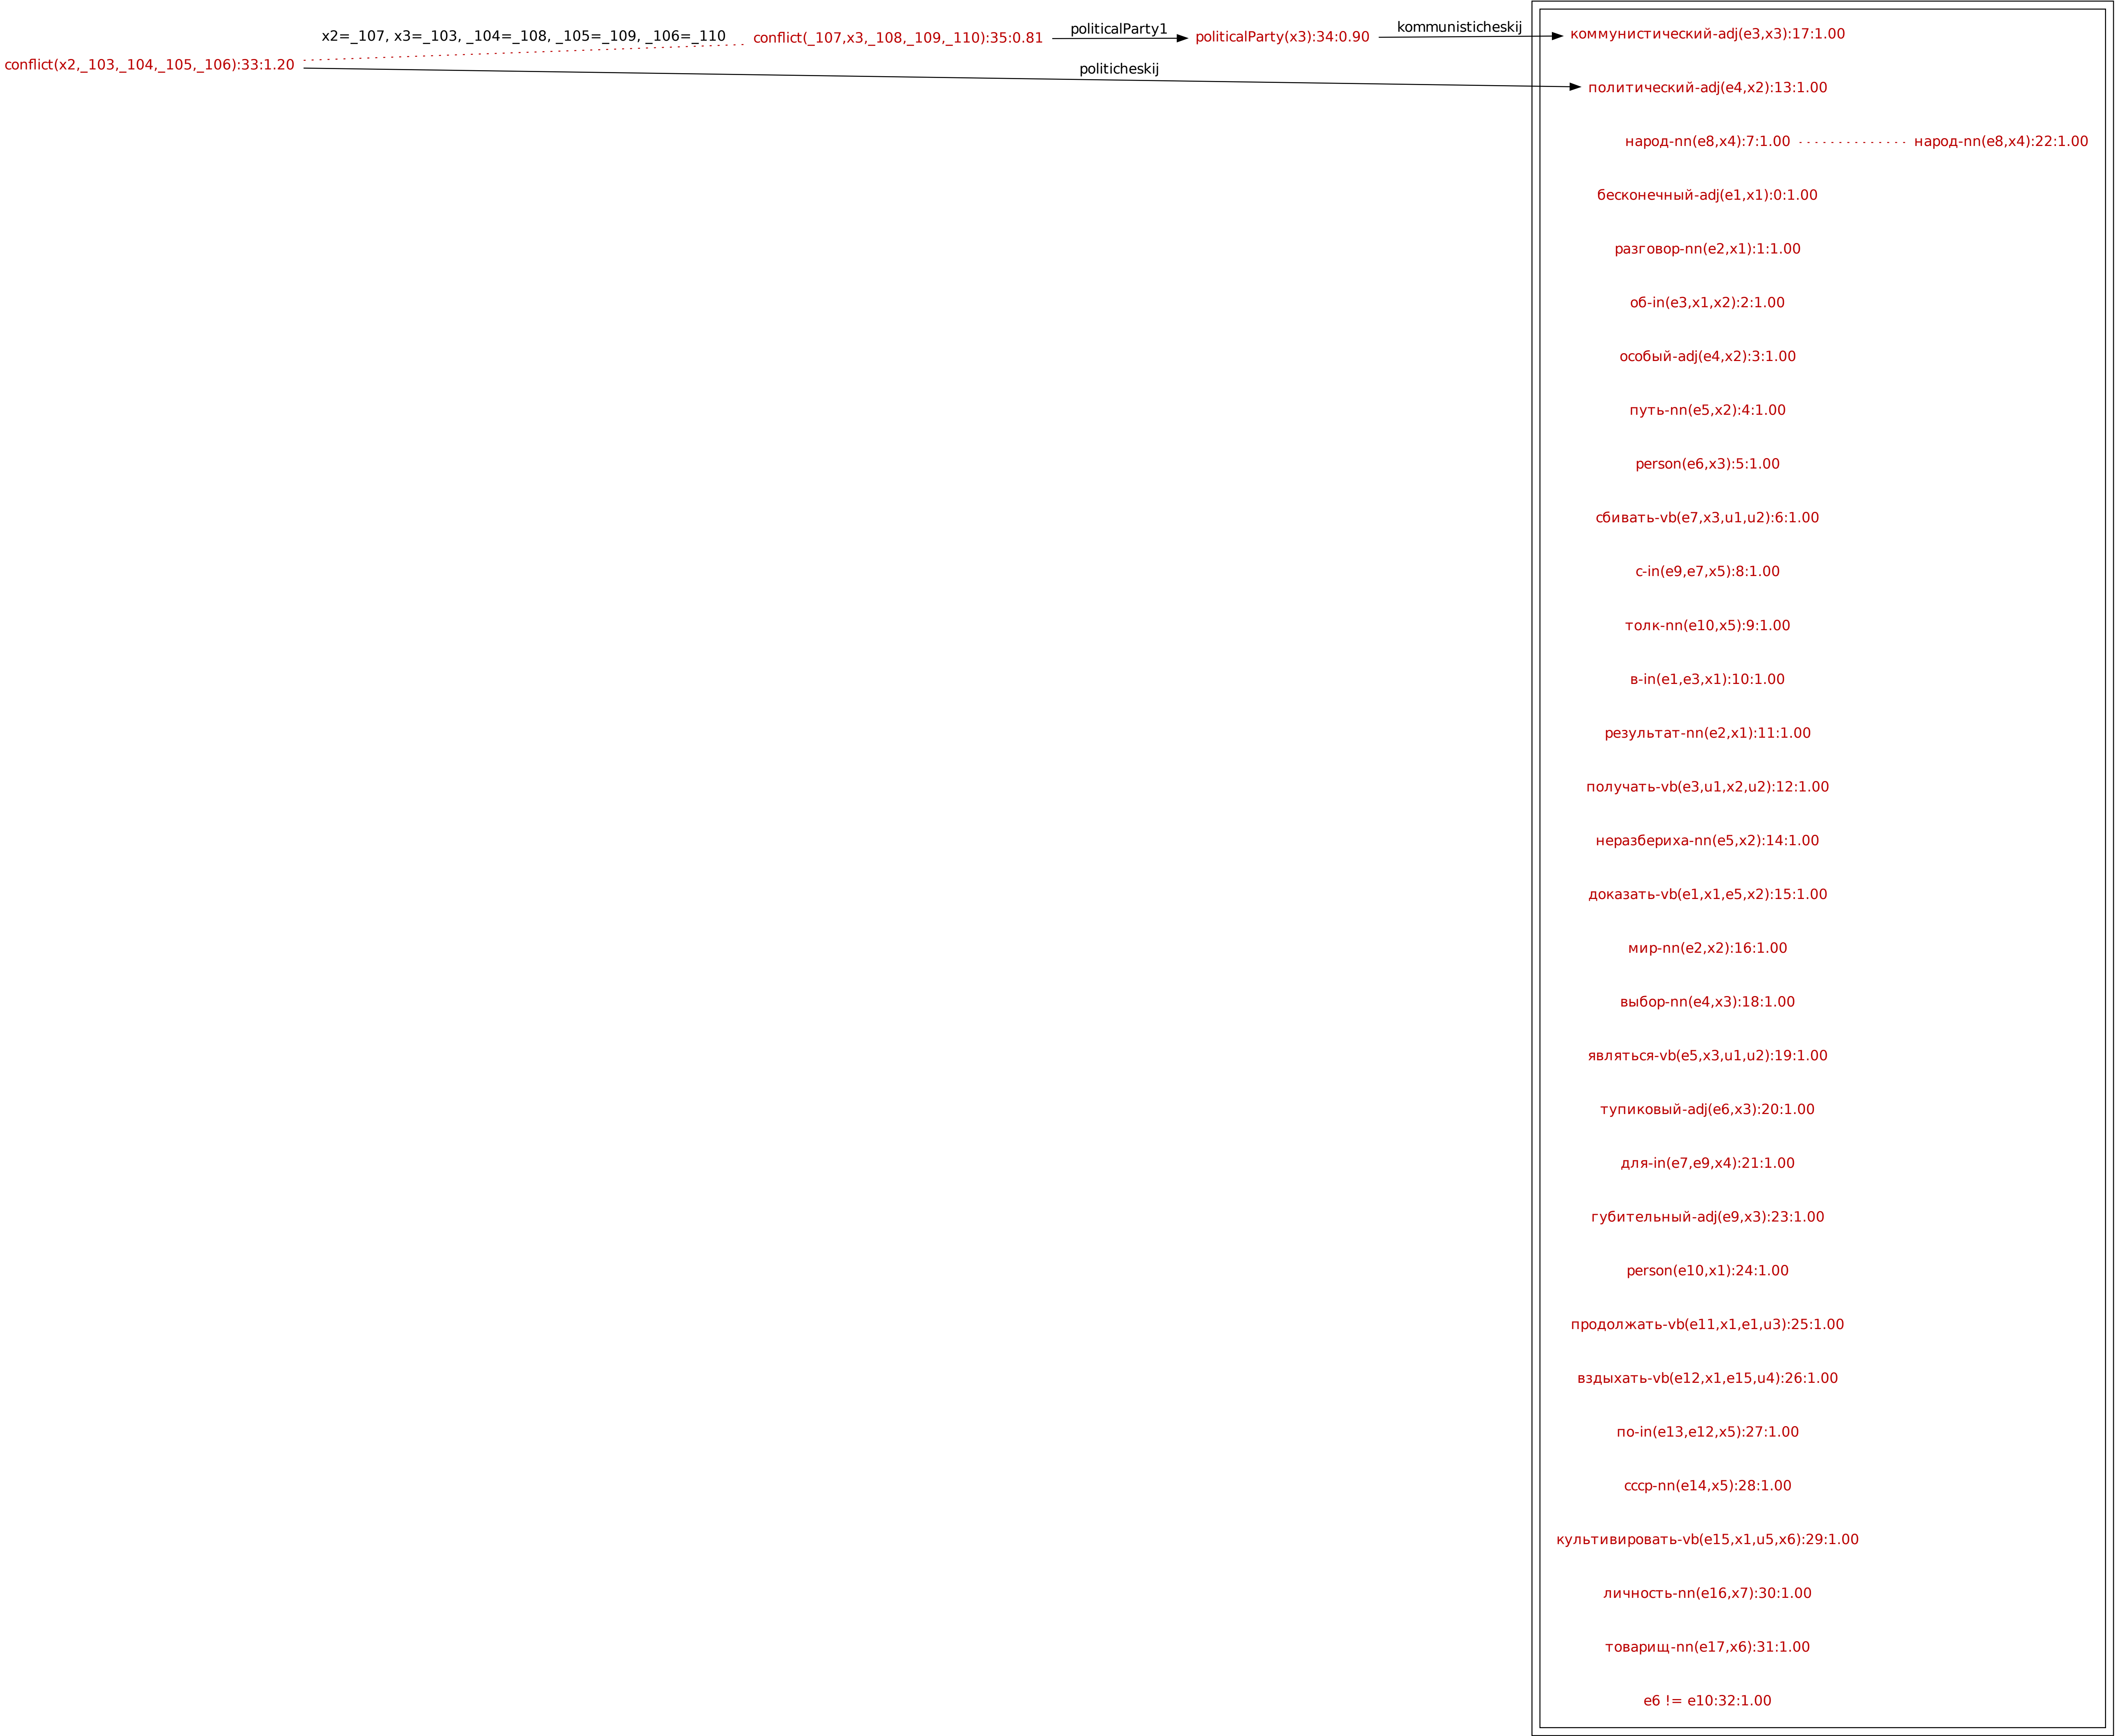 x2=_107, x3=_103, _104=_108, _105=_109, _106=_110
conflict(x2,_103,_104,_105,_106):33:1.20
conflict(_107,x3,_108,_109,_110):35:0.81
politicalParty1
politicalParty(x3):34:0.90
kommunisticheskij
politicheskij
коммунистический-adj(e3,x3):17:1.00
политический-adj(e4,x2):13:1.00
народ-nn(e8,x4):7:1.00 народ-nn(e8,x4):22:1.00
бесконечный-adj(e1,x1):0:1.00
разговор-nn(e2,x1):1:1.00
об-in(e3,x1,x2):2:1.00
особый-adj(e4,x2):3:1.00
путь-nn(e5,x2):4:1.00
person(e6,x3):5:1.00
сбивать-vb(e7,x3,u1,u2):6:1.00
с-in(e9,e7,x5):8:1.00
толк-nn(e10,x5):9:1.00
в-in(e1,e3,x1):10:1.00
результат-nn(e2,x1):11:1.00
получать-vb(e3,u1,x2,u2):12:1.00
неразбериха-nn(e5,x2):14:1.00
доказать-vb(e1,x1,e5,x2):15:1.00
мир-nn(e2,x2):16:1.00
выбор-nn(e4,x3):18:1.00
являться-vb(e5,x3,u1,u2):19:1.00
тупиковый-adj(e6,x3):20:1.00
для-in(e7,e9,x4):21:1.00
губительный-adj(e9,x3):23:1.00
person(e10,x1):24:1.00
продолжать-vb(e11,x1,e1,u3):25:1.00
вздыхать-vb(e12,x1,e15,u4):26:1.00
по-in(e13,e12,x5):27:1.00
ссср-nn(e14,x5):28:1.00
культивировать-vb(e15,x1,u5,x6):29:1.00
личность-nn(e16,x7):30:1.00
товарищ-nn(e17,x6):31:1.00
e6 != e10:32:1.00